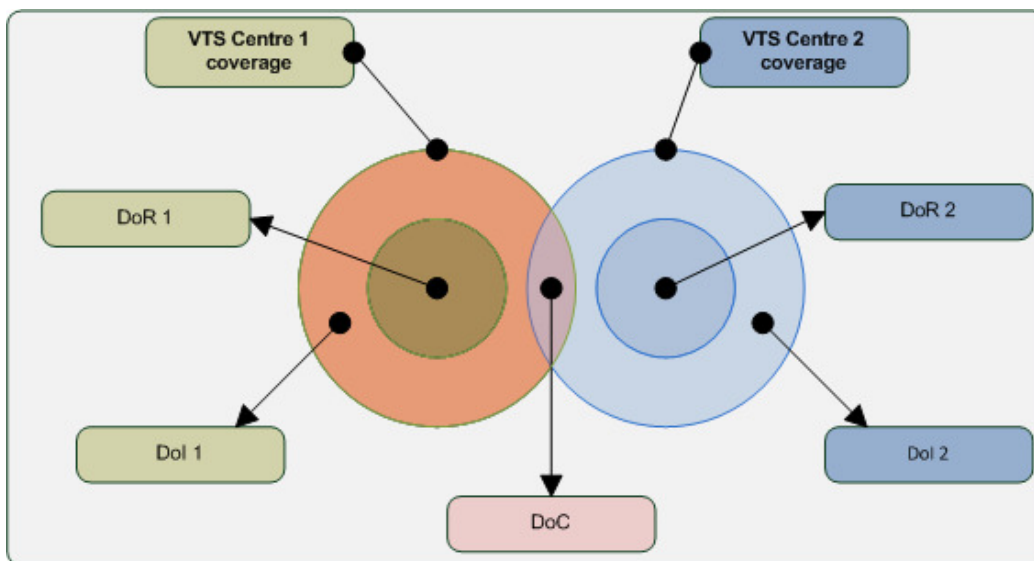 VTS Centre 1
coverage
VTS Centre 2
coverage
DoR 1
DoR 2
DoI 1
DoI 2
DoC